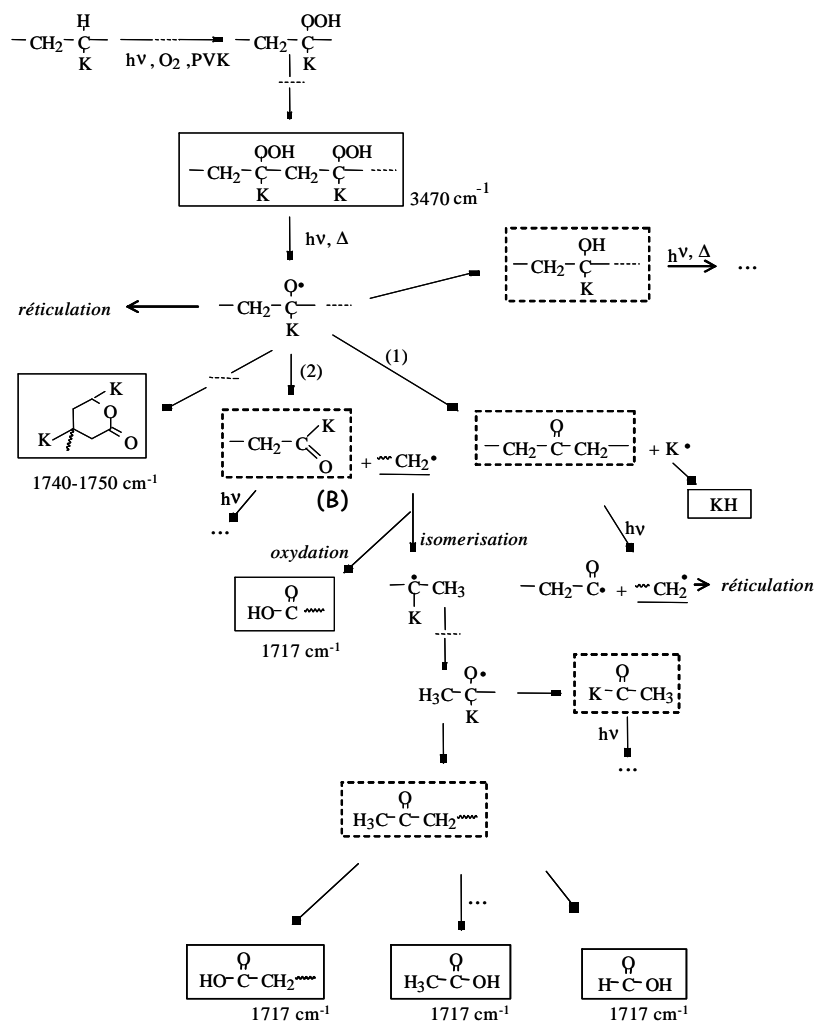 H OOH
—CH₂—C— —CH₂—C—
K hν , O₂ ,PVK K
OOH OOH
—CH₂—C—CH₂—C— ----
K K
3470 cm⁻¹
hν, Δ
OH
—CH₂—C— ----
K
hν, Δ
...
O•
réticulation —CH₂—C— ----
K
(2) (1)
K
O
K O
1740-1750 cm⁻¹
K
—CH₂—C
O
+ CH₂•
(B)
hν
...
O
—CH₂—C—CH₂—
+ K•
KH
oxydation isomerisation
hν
O
HO—C
1717 cm⁻¹
•
—C—CH₃
K
O
—CH₂—C• + CH₂• réticulation
O•
H₃C—C—
K
O
K—C—CH₃
hν
...
O
H₃C—C—CH₂
...
O
HO—C—CH₂
1717 cm⁻¹
O
H₃C—C—OH
1717 cm⁻¹
O
H—C—OH
1717 cm⁻¹